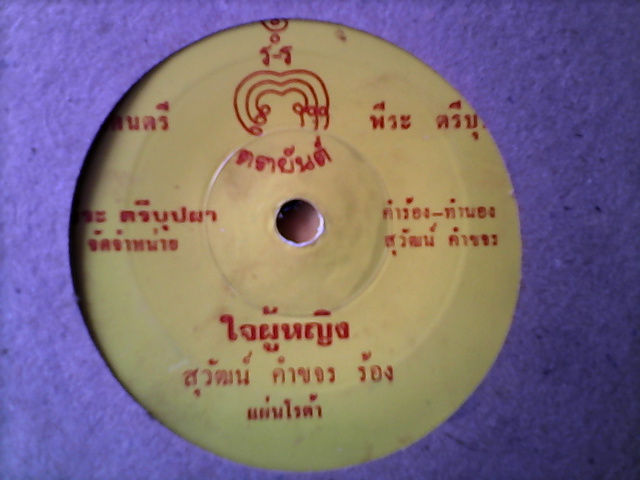 ร-ร
ดนตรี
พีระ ตรีบุ
ตรายันต์
ระ ตรีบุปผา
จัดจำหน่าย
คำร้อง-ทำนอง
สุวัฒน์ คำขจร
ใจผู้หญิง
สุวัฒน์ คำขจร ร้อง
แผ่นโรต้า